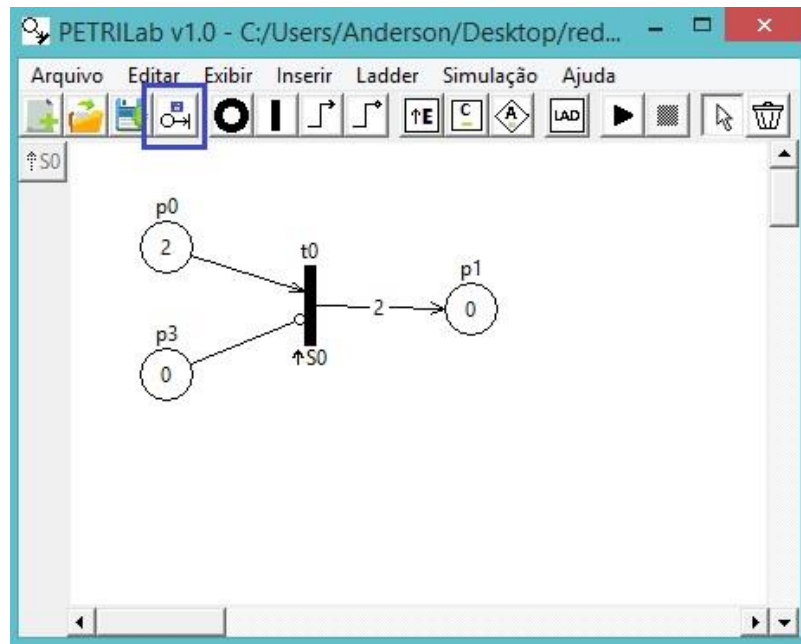 PETRILab v1.0 - C:/Users/Anderson/Desktop/red...
Arquivo Editar Exibir Inserir Ladder Simulação Ajuda
↑E C A LAD
⇡S0
p0
2
t0
p1
2
0
p3
0
↑S0